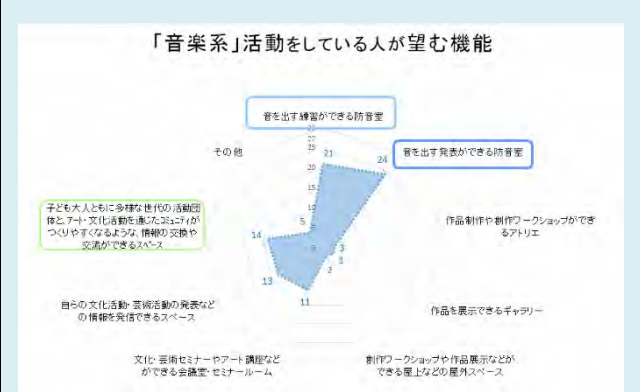 「音楽系」活動をしている人が望む機能
音を出す練習ができる防音室
その他
音を出す発表ができる防音室
25
20
15
10
5
21
24
子ども大人ともに多様な世代の活動団
体と、アート・文化活動を通じたコミュニティが
つくりやすくなるような、情報の交換や
交流ができるスペース
14
5
3
3
2
作品制作や創作ワークショップができ
るアトリエ
13
11
自らの文化活動・芸術活動の発表など
の情報を発信できるスペース
作品を展示できるギャラリー
文化・芸術セミナーやアート講座など
ができる会議室・セミナールーム
創作ワークショップや作品展示などが
できる屋上などの屋外スペース